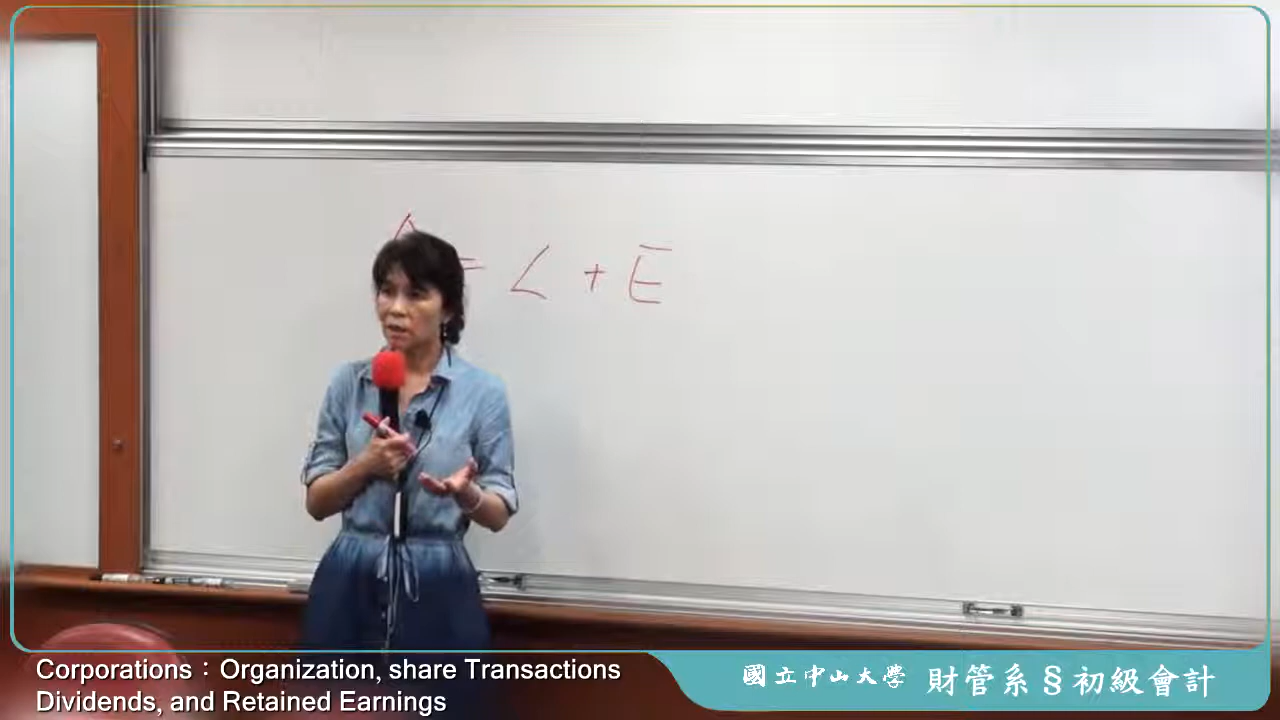 A = L + E
Corporations：Organization, share Transactions
Dividends, and Retained Earnings
國立中山大學 財管系§初級會計